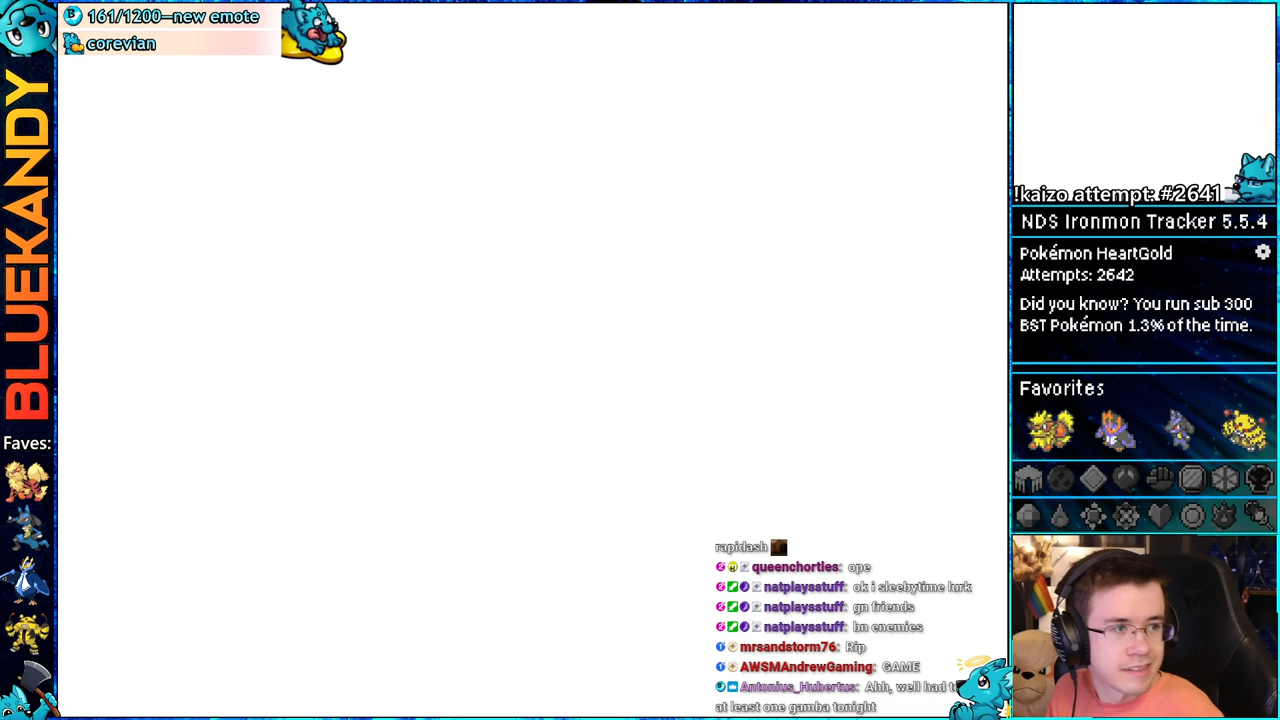 161/1200—new emote
corevian
BLUEKANDY
Faves:
!kaizo attempt: #2641
NDS Ironmon Tracker 5.5.4
Pokémon HeartGold
Attempts: 2642
Did you know? You run sub 300
BST Pokémon 1.3% of the time.
Favorites
rapidash
queenchortles: ope
natplaysstuff: ok i sleebytime lurk
natplaysstuff: gn friends
natplaysstuff: bn enemies
mrsandstorm76: Rip
AWSMAndrewGaming: GAME
Antonius_Hubertus: Ahh, well had
at least one gamba tonight